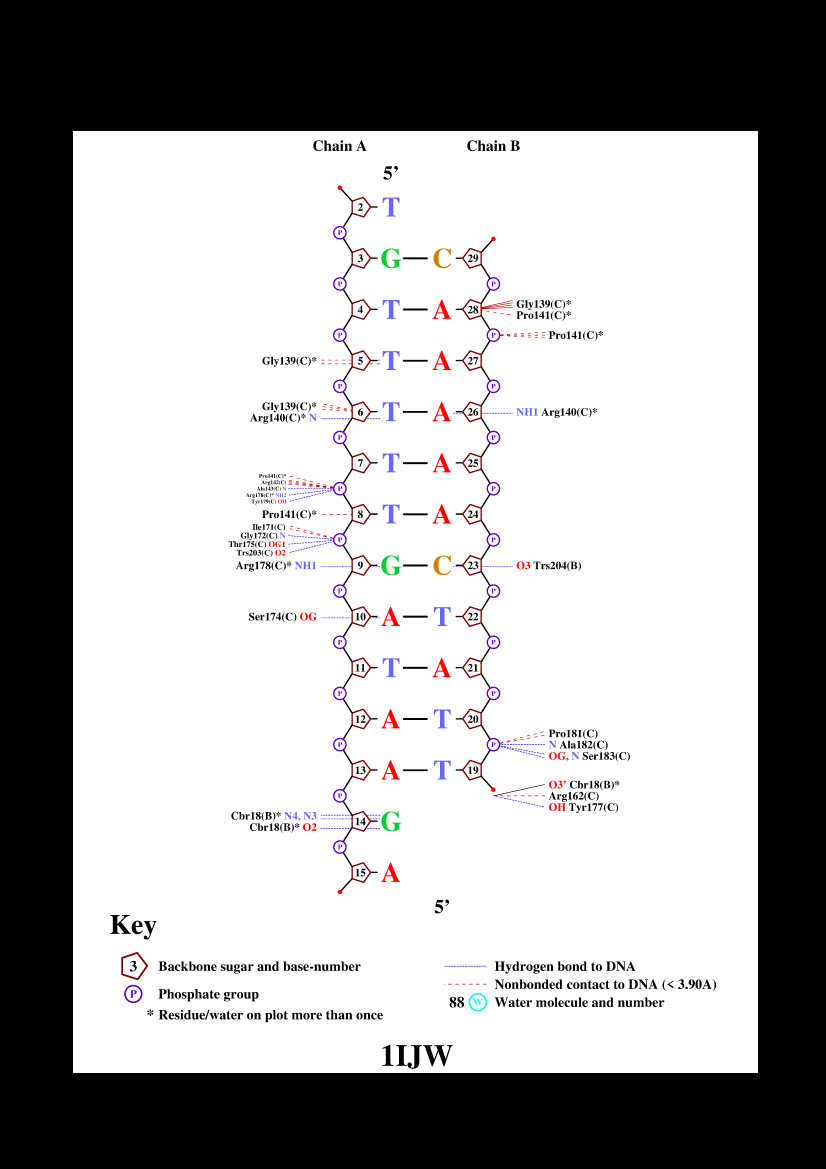 Chain A Chain B
5’
2 T
P
3 G C 29
P P
4 T A 28 Gly139(C)*
Pro141(C)*
P P Pro141(C)*
Gly139(C)* 5 T A 27
P P
Gly139(C)* 6 T A 26 NH1 Arg140(C)*
Arg140(C)* N
P P
7 T A 25
Pro141(C)*
Arg142(C)
Ala143(C) N P P
Arg178(C)* NH2
Tyr179(C) OH
Pro141(C)* 8 T A 24
Ile171(C)
Gly172(C) N P P
Thr175(C) OG1
Trs203(C) O2
Arg178(C)* NH1 9 G C 23 O3 Trs204(B)
P P
Ser174(C) OG 10 A T 22
P P
11 T A 21
P P
12 A T 20
Pro181(C)
P P N Ala182(C)
OG, N Ser183(C)
13 A T 19
O3’ Cbr18(B)*
P Arg162(C)
OH Tyr177(C)
Cbr18(B)* N4, N3 14 G
Cbr18(B)* O2
P
15 A
5’
Key
3 Backbone sugar and base-number
P Phosphate group
* Residue/water on plot more than once
Hydrogen bond to DNA
Nonbonded contact to DNA (< 3.90A)
88 W Water molecule and number
1IJW